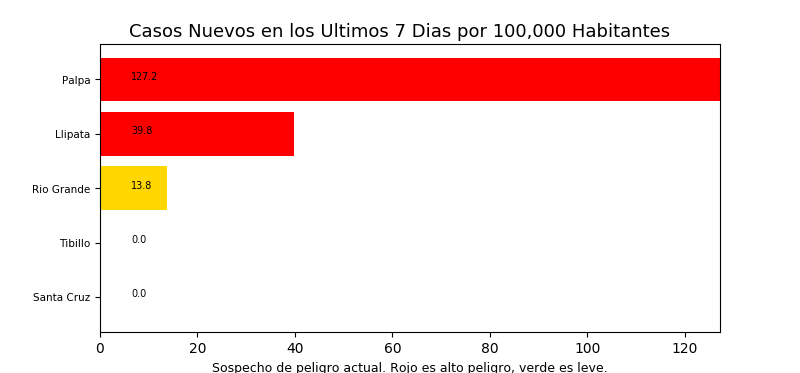 Casos Nuevos en los Ultimos 7 Dias por 100,000 Habitantes
Palpa 127.2
Llipata 39.8
Rio Grande 13.8
Tibillo 0.0
Santa Cruz 0.0
0 20 40 60 80 100 120
Sospecho de peligro actual. Rojo es alto peligro, verde es leve.